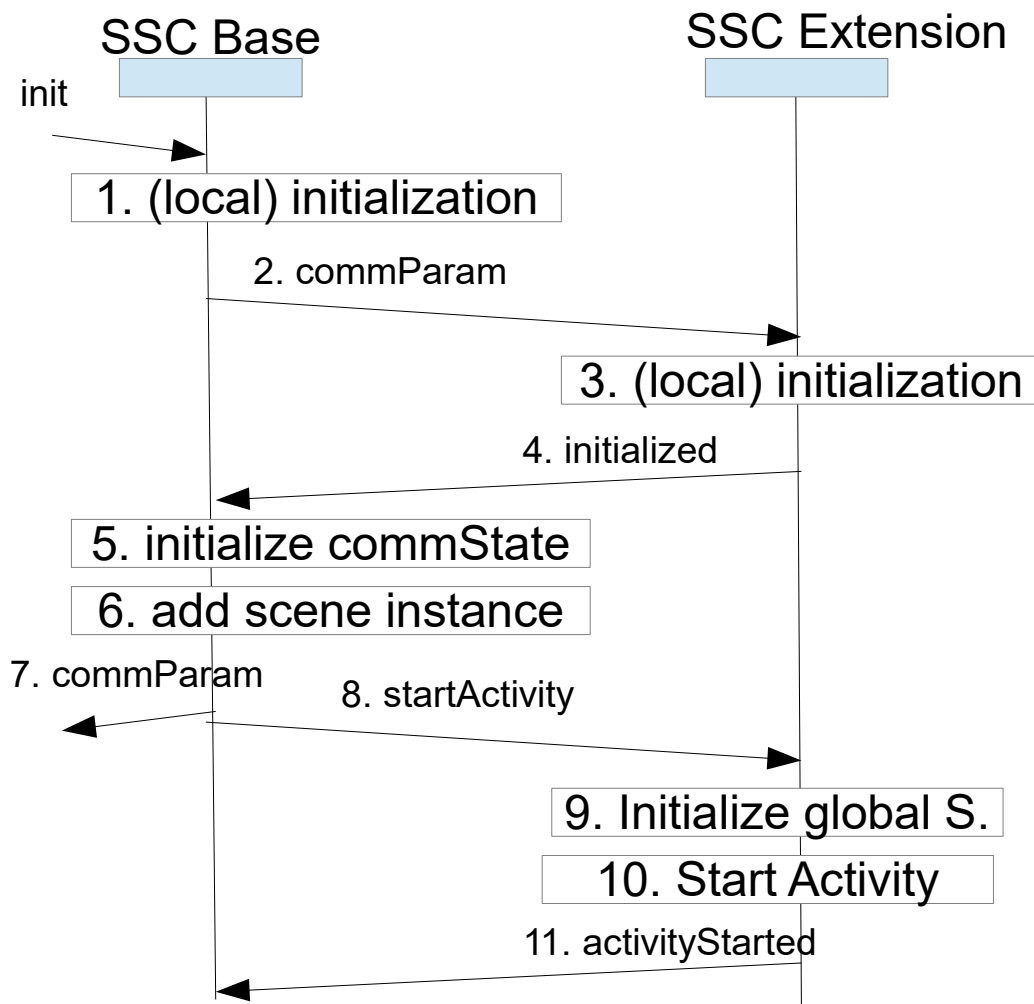 SSC Base
SSC Extension
init
1. (local) initialization
2. commParam
3. (local) initialization
4. initialized
5. initialize commState
6. add scene instance
7. commParam
8. startActivity
9. Initialize global S.
10. Start Activity
11. activityStarted